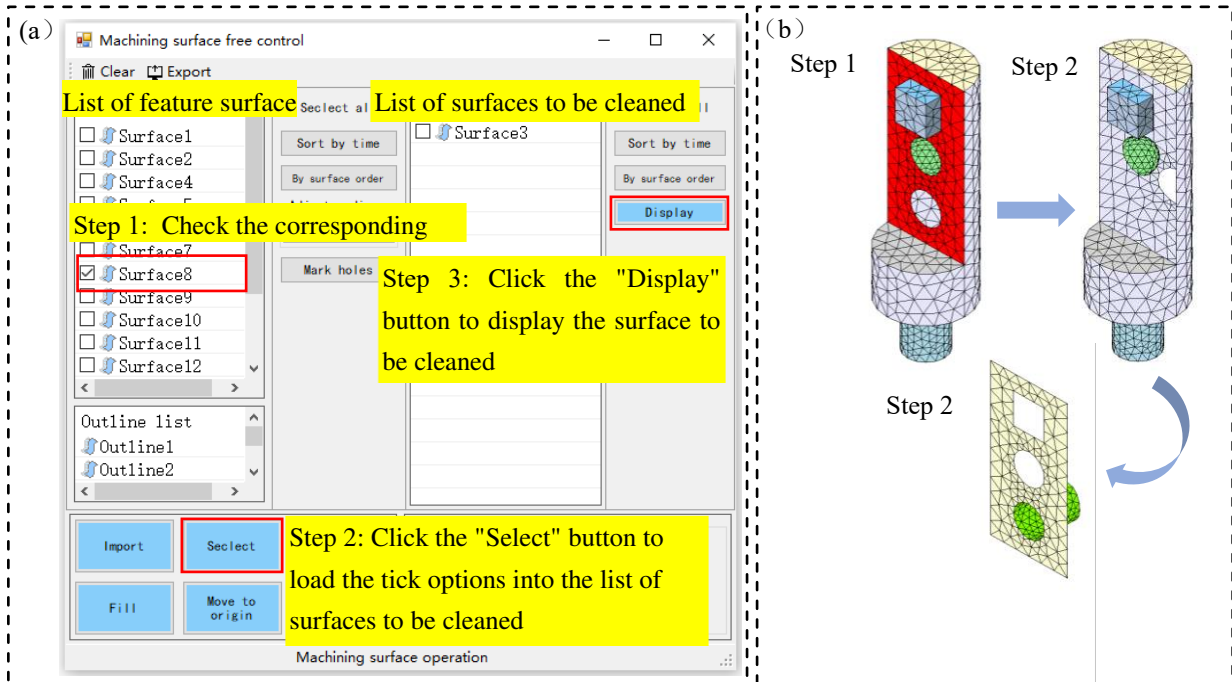 (a)
Machining surface free control
Clear Export
List of feature surface
Seclect al
List of surfaces to be cleaned
Surface1
Surface2
Surface4
Sort by time
By surface order
Surface3
Sort by time
By surface order
Display
Step 1: Check the corresponding
Surface7
Surface8
Surface9
Surface10
Surface11
Surface12
Mark holes
Step 3: Click the "Display"
button to display the surface to
be cleaned
Outline list
Outline1
Outline2
Import
Seclect
Fill
Move to
origin
Step 2: Click the "Select" button to
load the tick options into the list of
surfaces to be cleaned
Machining surface operation
(b)
Step 1
Step 2
Step 2